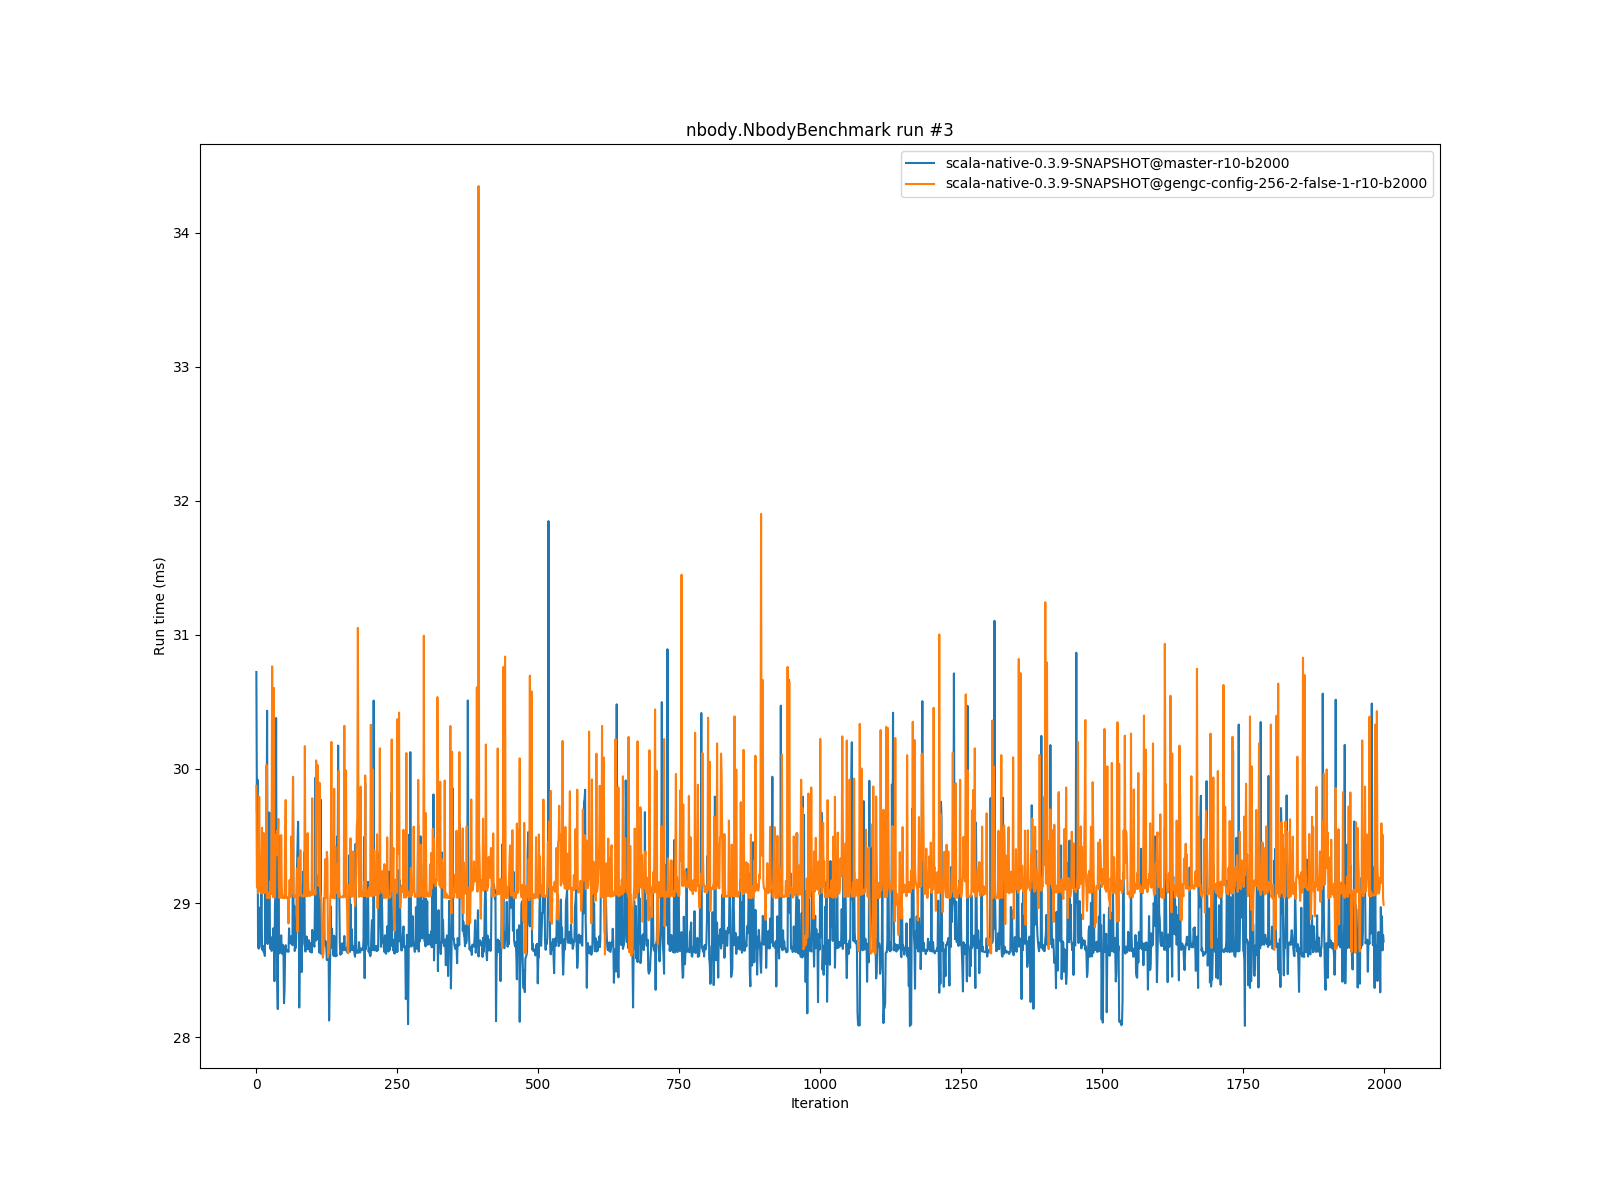 nbody.NbodyBenchmark run #3
scala-native-0.3.9-SNAPSHOT@master-r10-b2000
scala-native-0.3.9-SNAPSHOT@gengc-config-256-2-false-1-r10-b2000
34
33
32
31
30
29
28
Run time (ms)
0 250 500 750 1000 1250 1500 1750 2000
Iteration